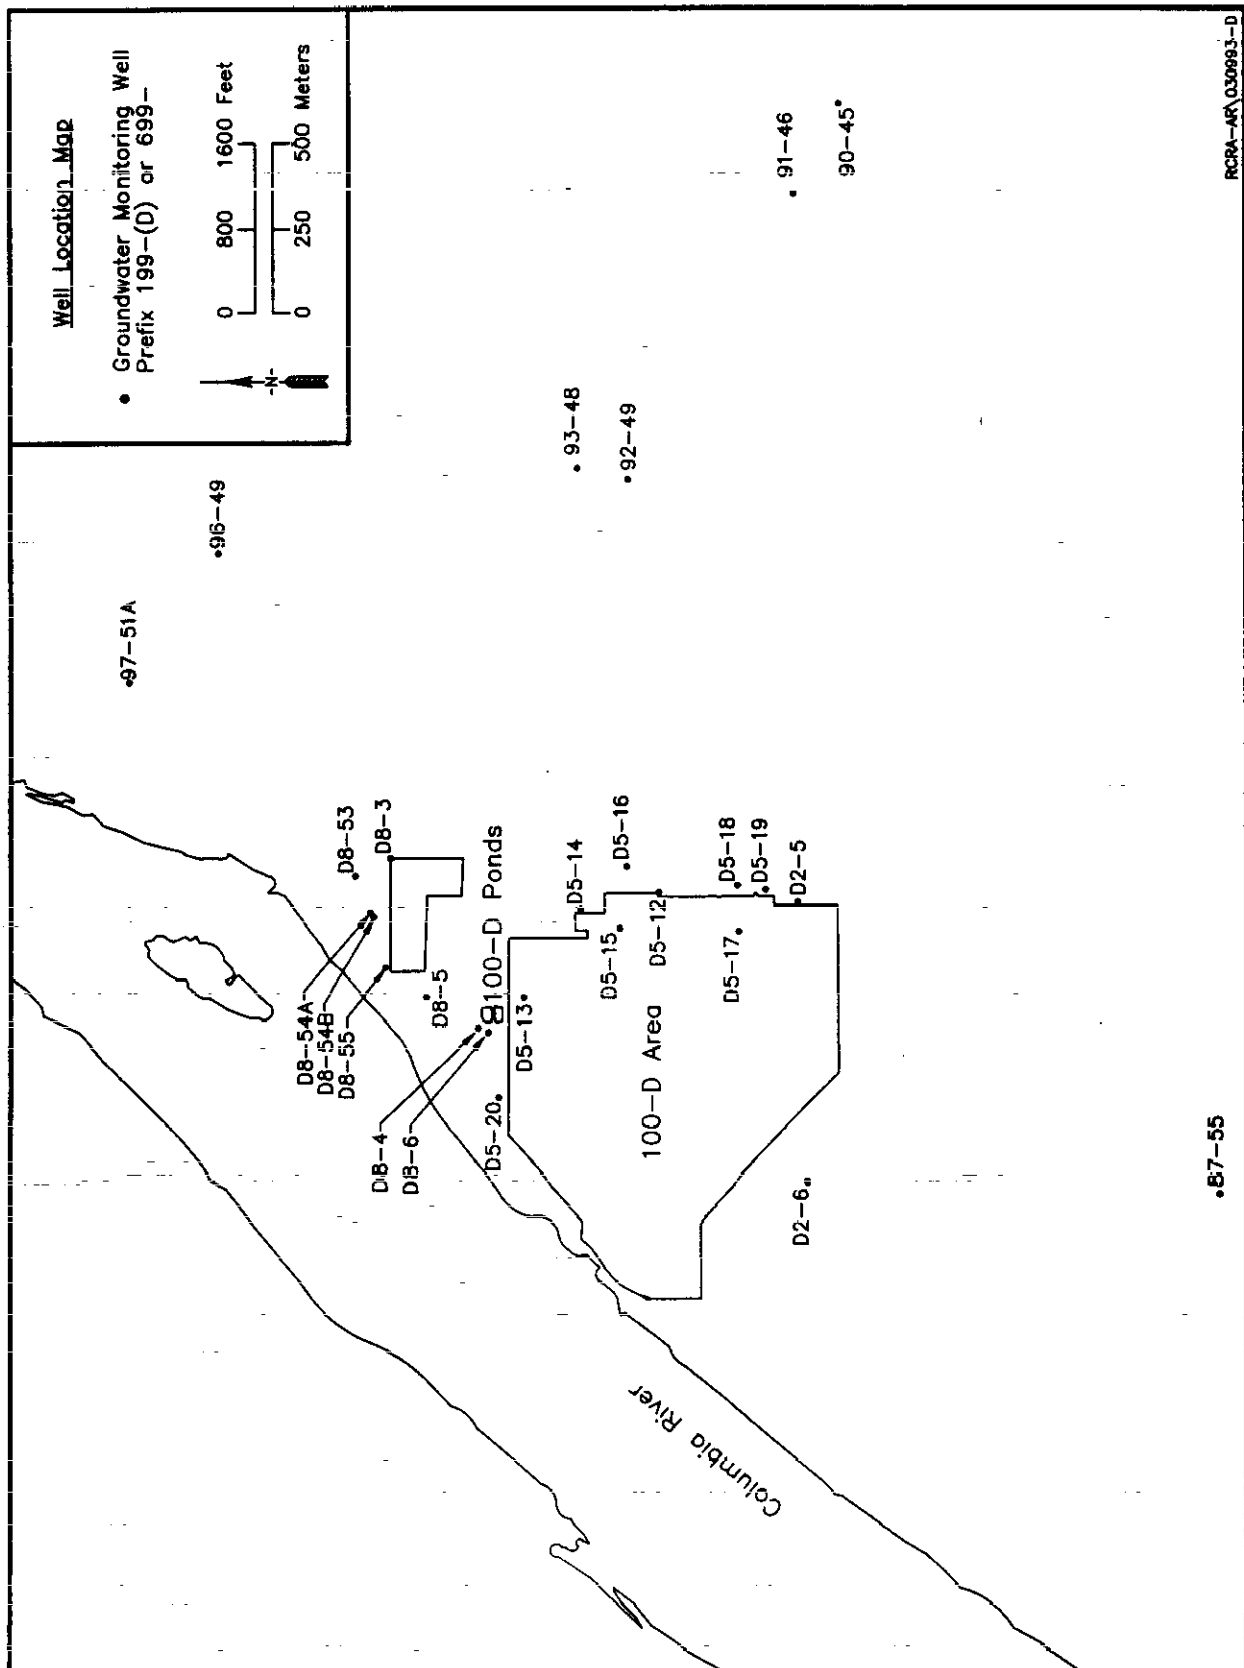 Well Location Map
• Groundwater Monitoring Well
Prefix 199-(D) or 699-
0 800 1600 Feet
-N-
0 250 500 Meters
97-51A
96-49
D8-53
D8-3
D8-54A
D8-54B
D8-55
D8-5
D8-4
D8-6
100-D Ponds
D5-20
D5-13
D5-14
93-48
D5-15
D5-16
92-49
D5-12
100-D Area
D5-18
D5-17
D5-19
D2-5
D2-6
91-46
90-45
Columbia River
87-55
RCRA-AR\030993-D